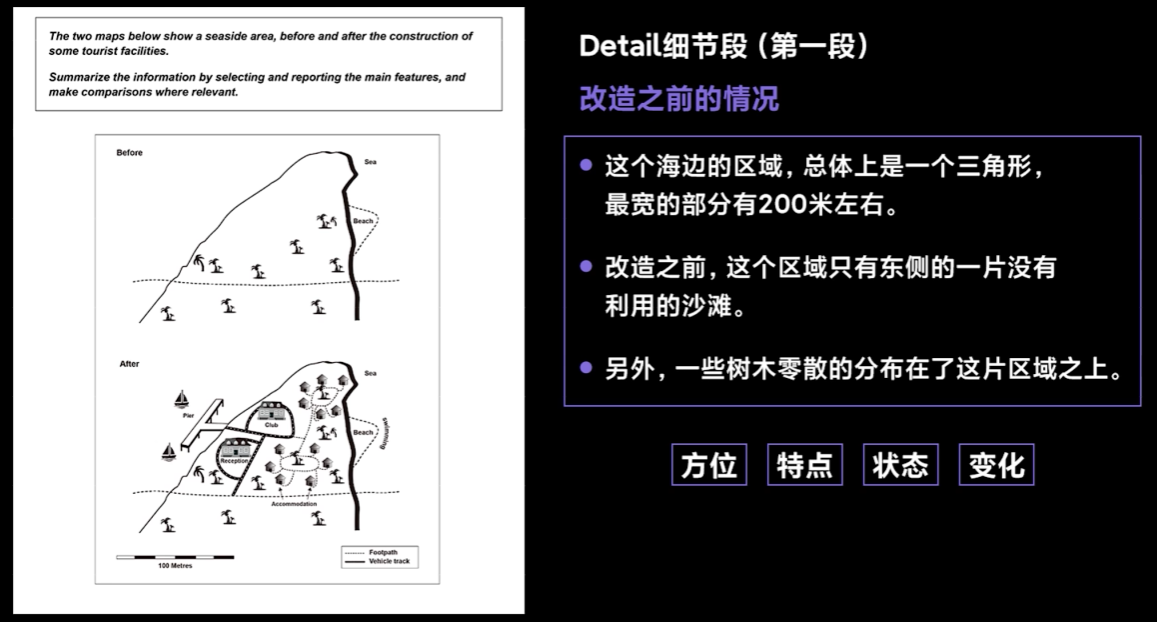 The two maps below show a seaside area, before and after the construction of
some tourist facilities.
Summarize the information by selecting and reporting the main features, and
make comparisons where relevant.
Before
Sea
Beach
After
Sea
Pier
Club
Beach
swimming
Reception
Accommodation
Footpath
Vehicle track
100 Metres
Detail细节段（第一段）
改造之前的情况
● 这个海边的区域，总体上是一个三角形，
最宽的部分有200米左右。
● 改造之前，这个区域只有东侧的一片没有
利用的沙滩。
● 另外，一些树木零散的分布在了这片区域之上。
方位
特点
状态
变化